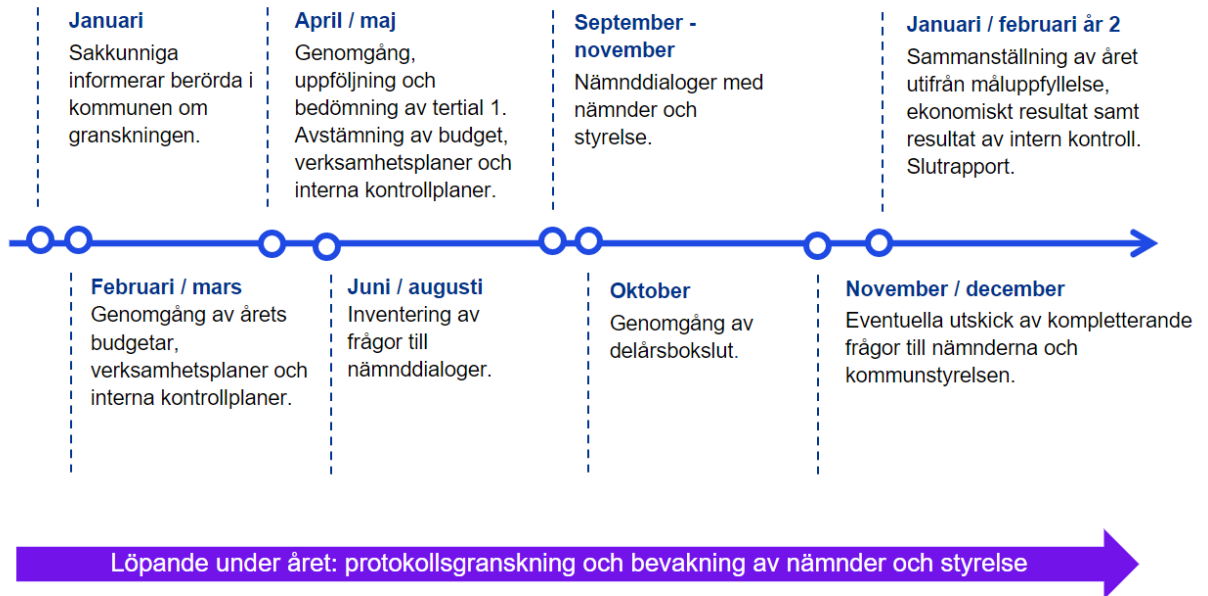 Januari
Sakkunniga
informerar berörda i
kommunen om
granskningen.
April / maj
Genomgång,
uppföljning och
bedömning av tertial 1.
Avstämning av budget,
verksamhetsplaner och
interna kontrollplaner.
September -
november
Nämnddialoger med
nämnder och
styrelse.
Januari / februari år 2
Sammanställning av året
utifrån måluppfyllelse,
ekonomiskt resultat samt
resultat av intern kontroll.
Slutrapport.
Februari / mars
Genomgång av årets
budgetar,
verksamhetsplaner och
interna kontrollplaner.
Juni / augusti
Inventering av
frågor till
nämnddialoger.
Oktober
Genomgång av
delårsbokslut.
November / december
Eventuella utskick av kompletterande
frågor till nämnderna och
kommunstyrelsen.
Löpande under året: protokollsgranskning och bevakning av nämnder och styrelse